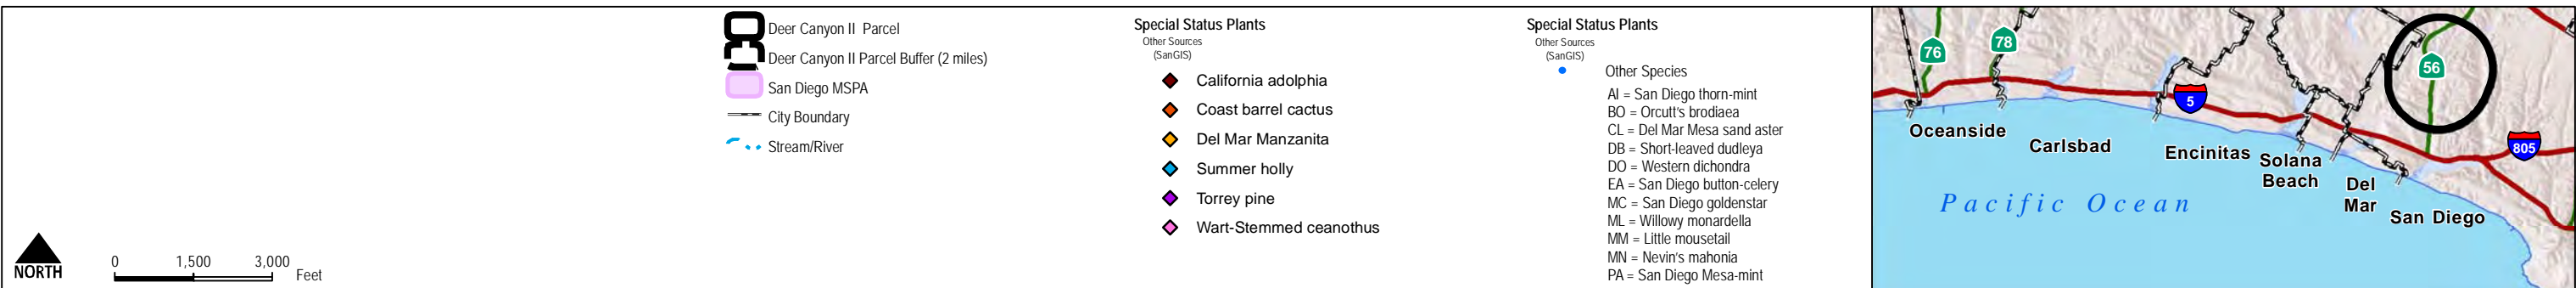 Deer Canyon II  Parcel
Deer Canyon II Parcel Buffer (2 miles)
San Diego MSPA
City Boundary
Stream/River
NORTH
0 1,500 3,000
Feet
Special Status Plants
Other Sources
(SanGIS)
California adolphia
Coast barrel cactus
Del Mar Manzanita
Summer holly
Torrey pine
Wart-Stemmed ceanothus
Special Status Plants
Other Sources
(SanGIS)
Other Species
AI = San Diego thorn-mint
BO = Orcutt's brodiaea
CL = Del Mar Mesa sand aster
DB = Short-leaved dudleya
DO = Western dichondra
EA = San Diego button-celery
MC = San Diego goldenstar
ML = Willowy monardella
MM = Little mousetail
MN = Nevin's mahonia
PA = San Diego Mesa-mint
76
78
56
5
805
Oceanside
Carlsbad
Encinitas
Solana
Beach
Del
Mar
San Diego
Pacific Ocean